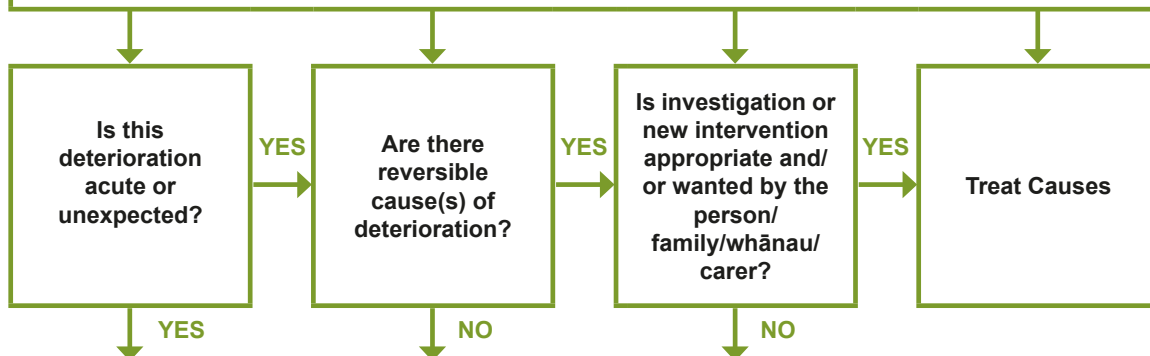 Is this
deterioration
acute or
unexpected?
YES
Are there
reversible
cause(s) of
deterioration?
YES
Is investigation or
new intervention
appropriate and/
or wanted by the
person/
family/whānau/
carer?
YES
Treat Causes
YES
NO
NO